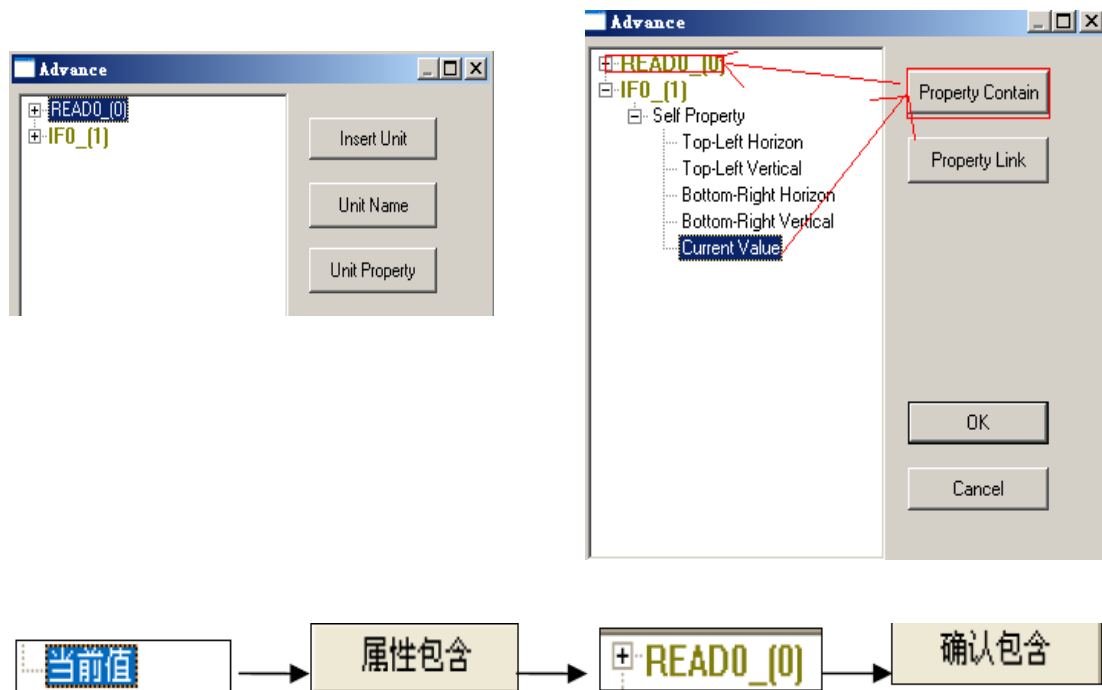 Advance
READ0_(0)
IF0_(1)
Insert Unit
Unit Name
Unit Property
Advance
READ0_(0)
IF0_(1)
Self Property
Top-Left Horizon
Top-Left Vertical
Bottom-Right Horizon
Bottom-Right Vertical
Current Value
Property Contain
Property Link
OK
Cancel
当前值
属性包含
READ0_(0)
确认包含